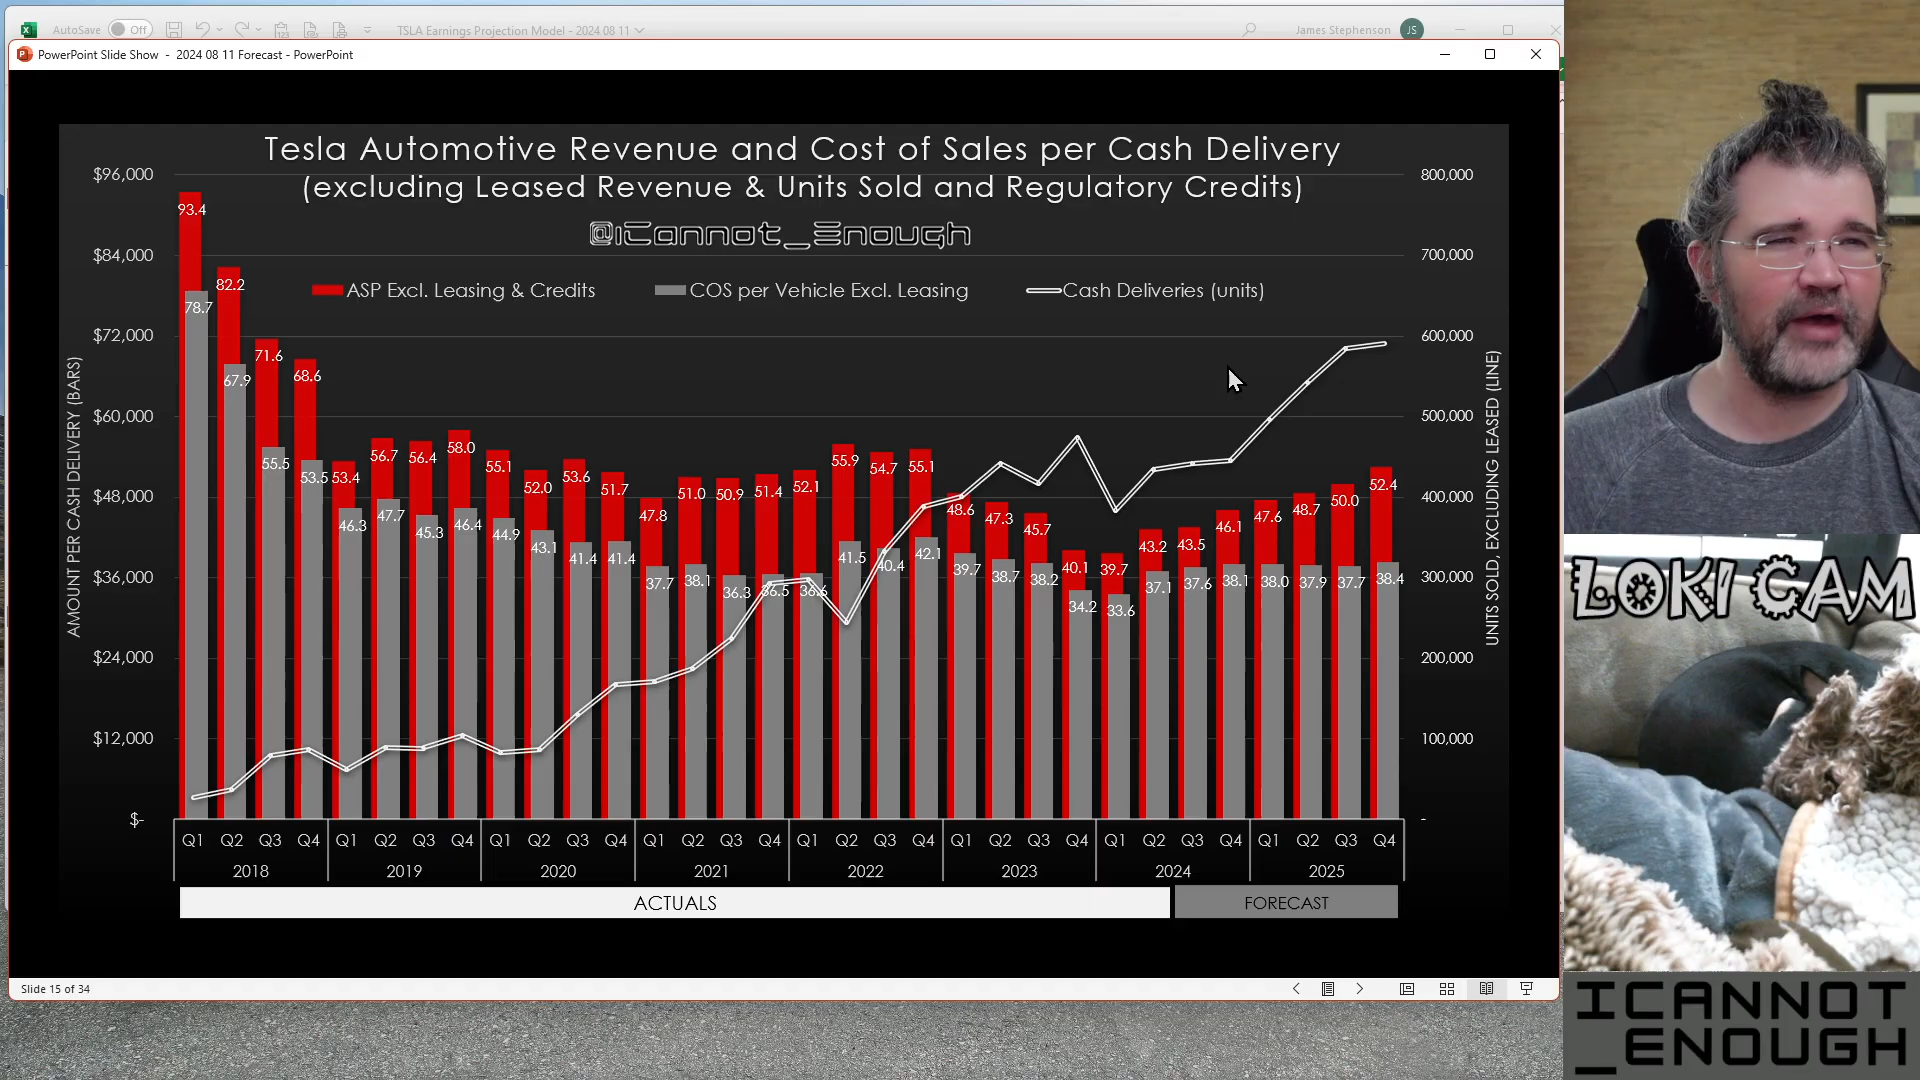 AutoSave
Off
TSLA Earnings Projection Model - 2024 08 11
James Stephenson
JS
PowerPoint Slide Show - 2024 08 11 Forecast - PowerPoint
Tesla Automotive Revenue and Cost of Sales per Cash Delivery
(excluding Leased Revenue & Units Sold and Regulatory Credits)
@iCannot_Enough
ASP Excl. Leasing & Credits
COS per Vehicle Excl. Leasing
Cash Deliveries (units)
AMOUNT PER CASH DELIVERY (BARS)
$96,000
$84,000
$72,000
$60,000
$48,000
$36,000
$24,000
$12,000
$-
800,000
700,000
600,000
500,000
400,000
300,000
200,000
100,000
-
UNITS SOLD, EXCLUDING LEASED (LINE)
93.4 82.2 71.6 68.6 53.4 56.7 56.4 58.0 55.1 52.0 53.6 51.7 47.8 51.0 50.9 51.4 52.1 55.9 54.7 55.1 48.6 47.3 45.7 40.1 39.7 43.2 43.5 46.1 47.6 48.7 50.0 52.4
78.7 67.9 55.5 53.5 46.3 47.7 45.3 46.4 44.9 43.1 41.4 41.4 37.7 38.1 36.3 36.5 36.6 41.5 40.4 42.1 39.7 38.7 38.2 34.2 33.6 37.1 37.6 38.1 38.0 37.9 37.7 38.4
Q1 Q2 Q3 Q4 Q1 Q2 Q3 Q4 Q1 Q2 Q3 Q4 Q1 Q2 Q3 Q4 Q1 Q2 Q3 Q4 Q1 Q2 Q3 Q4 Q1 Q2 Q3 Q4 Q1 Q2 Q3 Q4
2018 2019 2020 2021 2022 2023 2024 2025
ACTUALS
FORECAST
Slide 15 of 34
LOKI CAM
ICANNOT
_ENOUGH